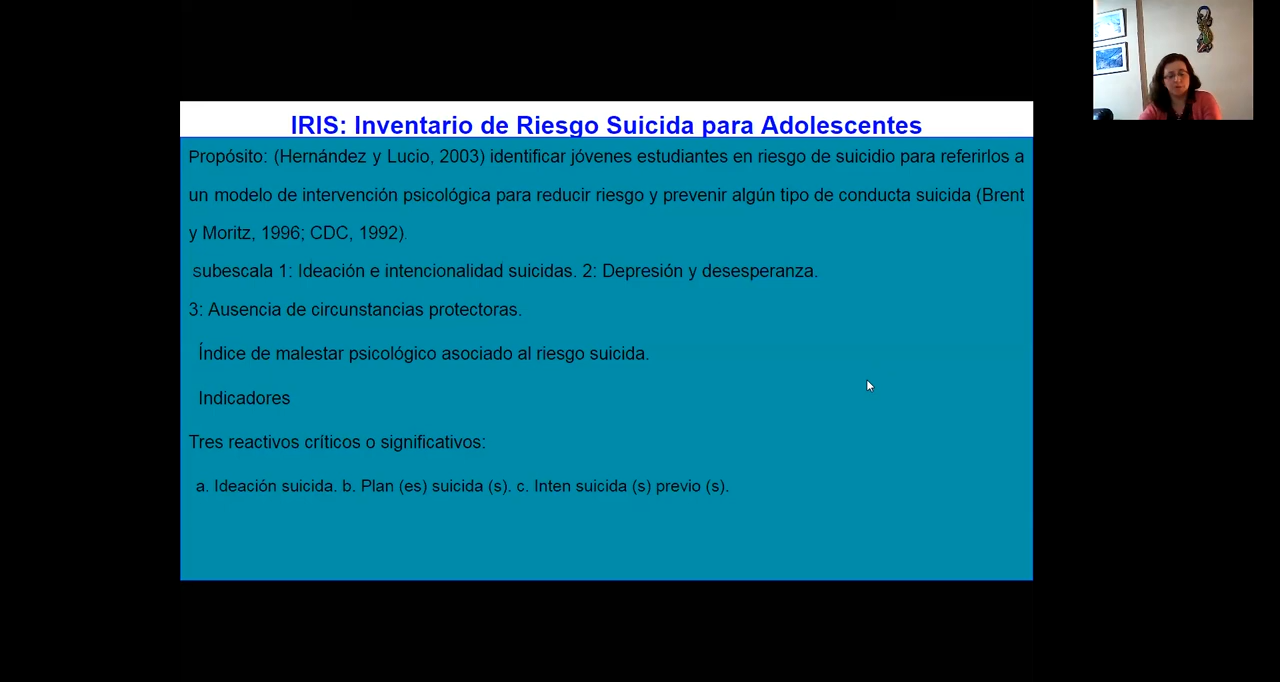 IRIS: Inventario de Riesgo Suicida para Adolescentes
Propósito: (Hernández y Lucio, 2003) identificar jóvenes estudiantes en riesgo de suicidio para referirlos a
un modelo de intervención psicológica para reducir riesgo y prevenir algún tipo de conducta suicida (Brent
y Moritz, 1996; CDC, 1992).
subescala 1: Ideación e intencionalidad suicidas. 2: Depresión y desesperanza.
3: Ausencia de circunstancias protectoras.
Índice de malestar psicológico asociado al riesgo suicida.
Indicadores
Tres reactivos críticos o significativos:
a. Ideación suicida. b. Plan (es) suicida (s). c. Inten suicida (s) previo (s).